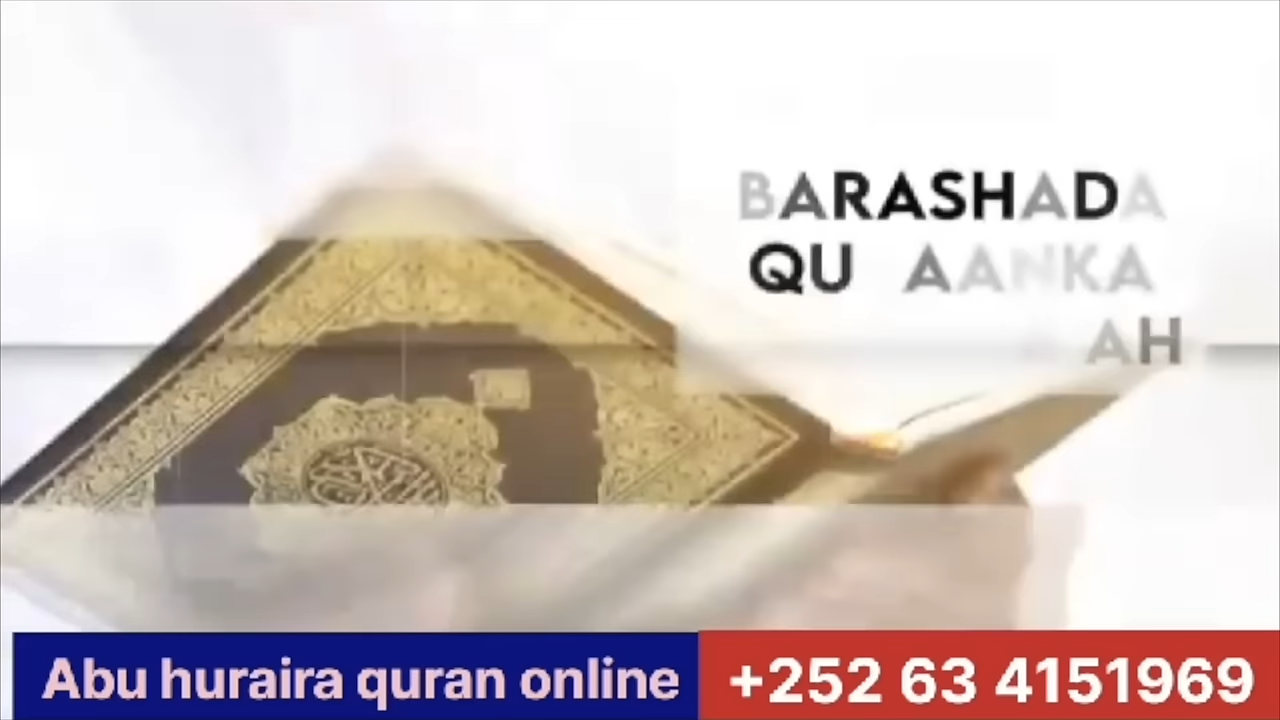 BARASHADA
QU AANKA
AH
Abu huraira quran online
+252 63 4151969